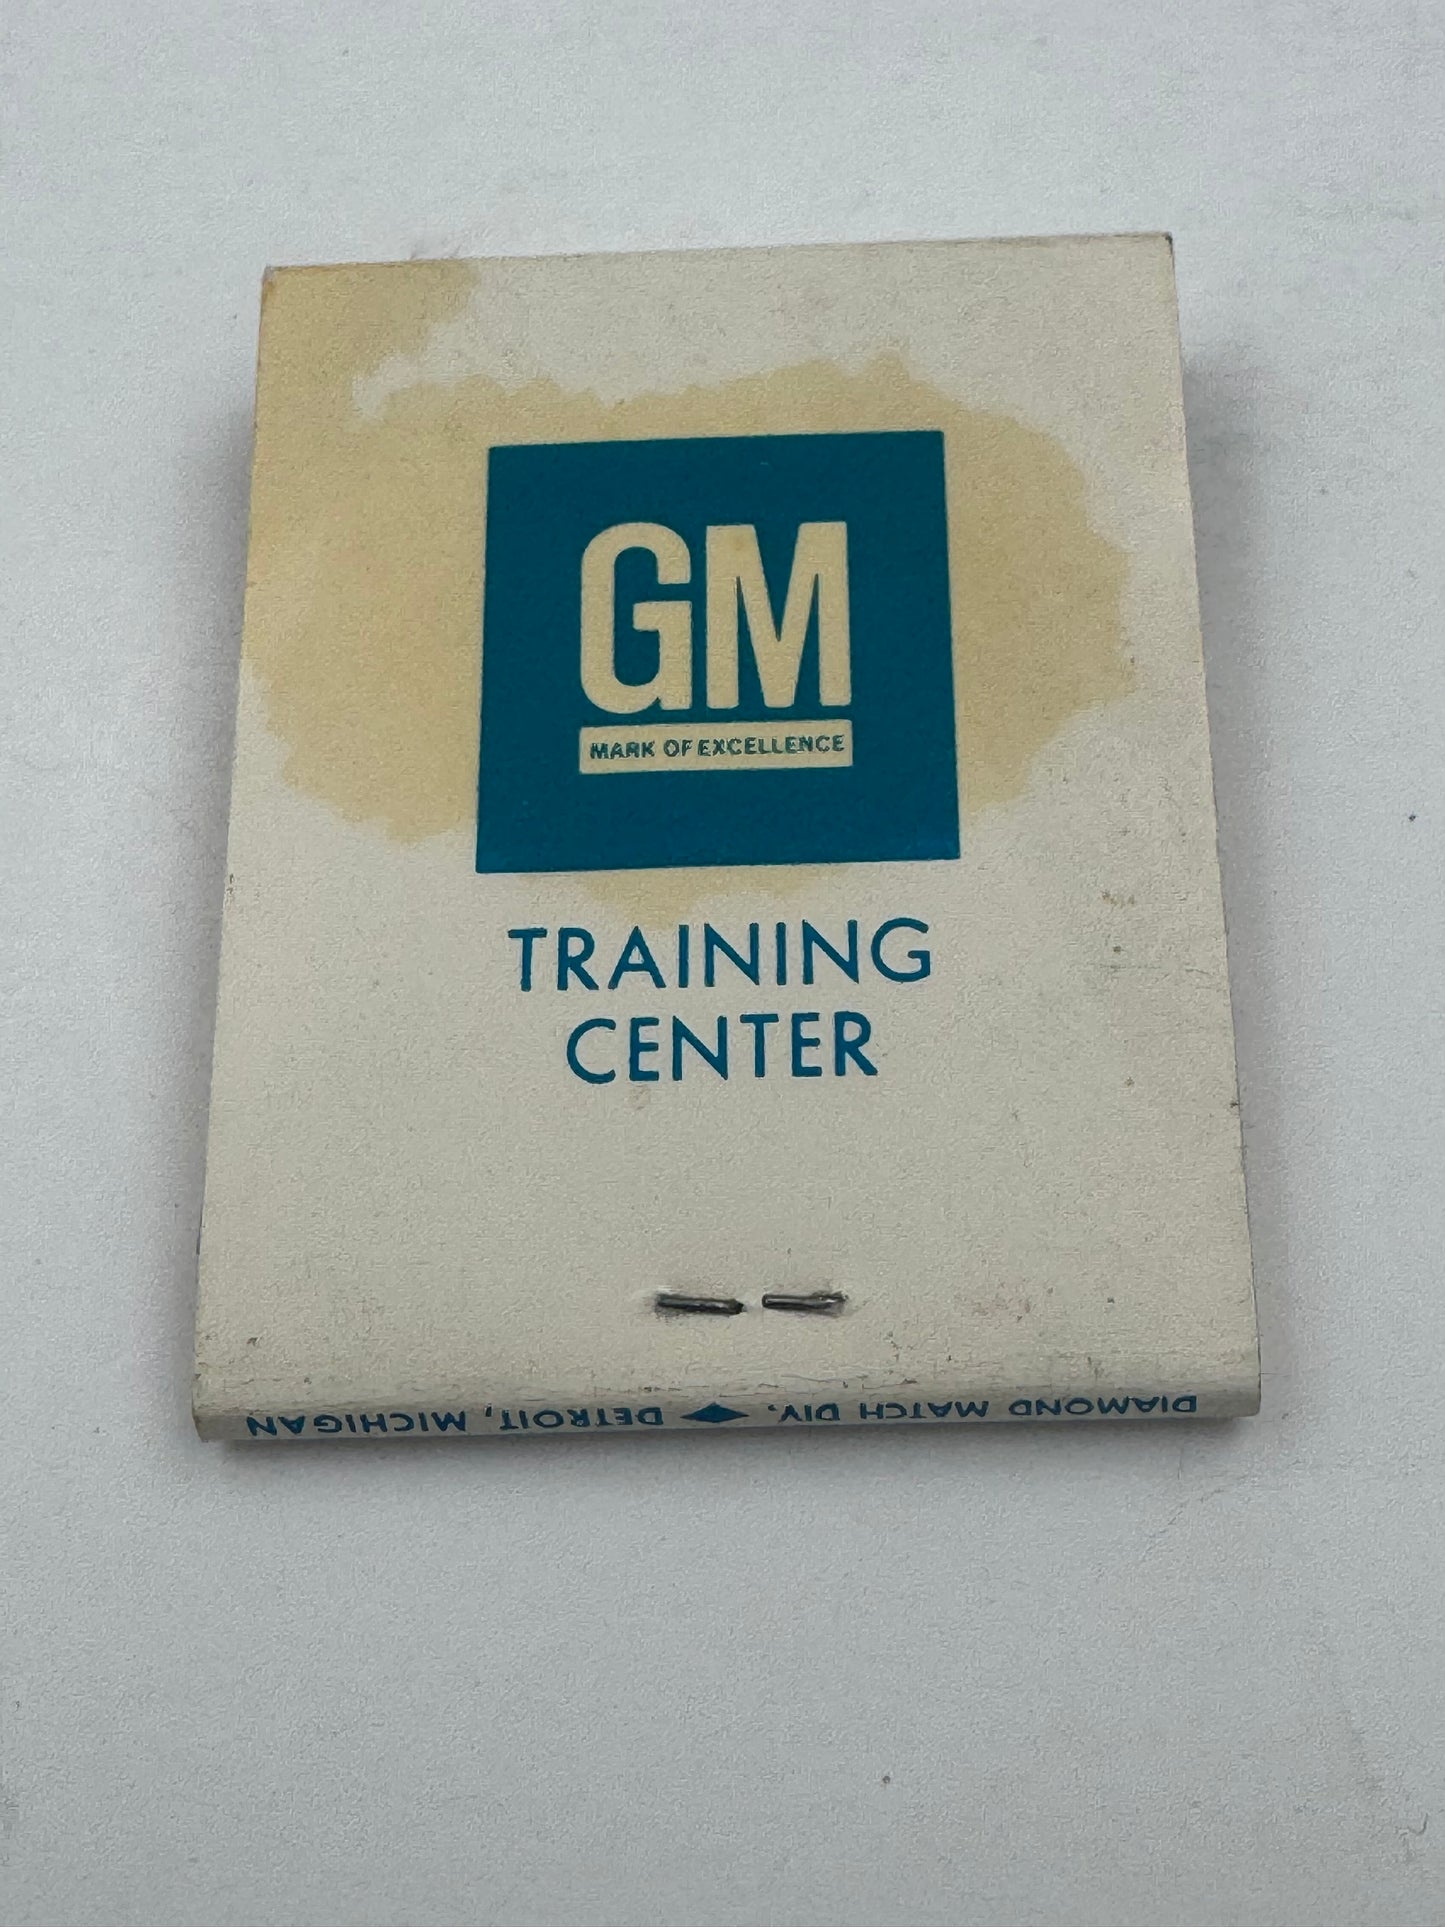 GM
MARK OF EXCELLENCE
TRAINING
CENTER
DIAMOND MATCH DIV. DETROIT, MICHIGAN